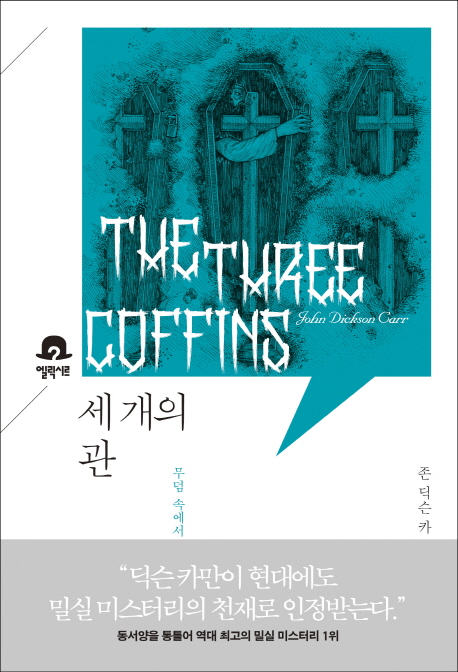 THE THREE
COFFINS
John Dickson Carr
엘릭시르
세 개의
관
무덤 속에서
존 딕슨 카
“딕슨 카만이 현대에도
밀실 미스터리의 천재로 인정받는다.”
동서양을 통틀어 역대 최고의 밀실 미스터리 1위